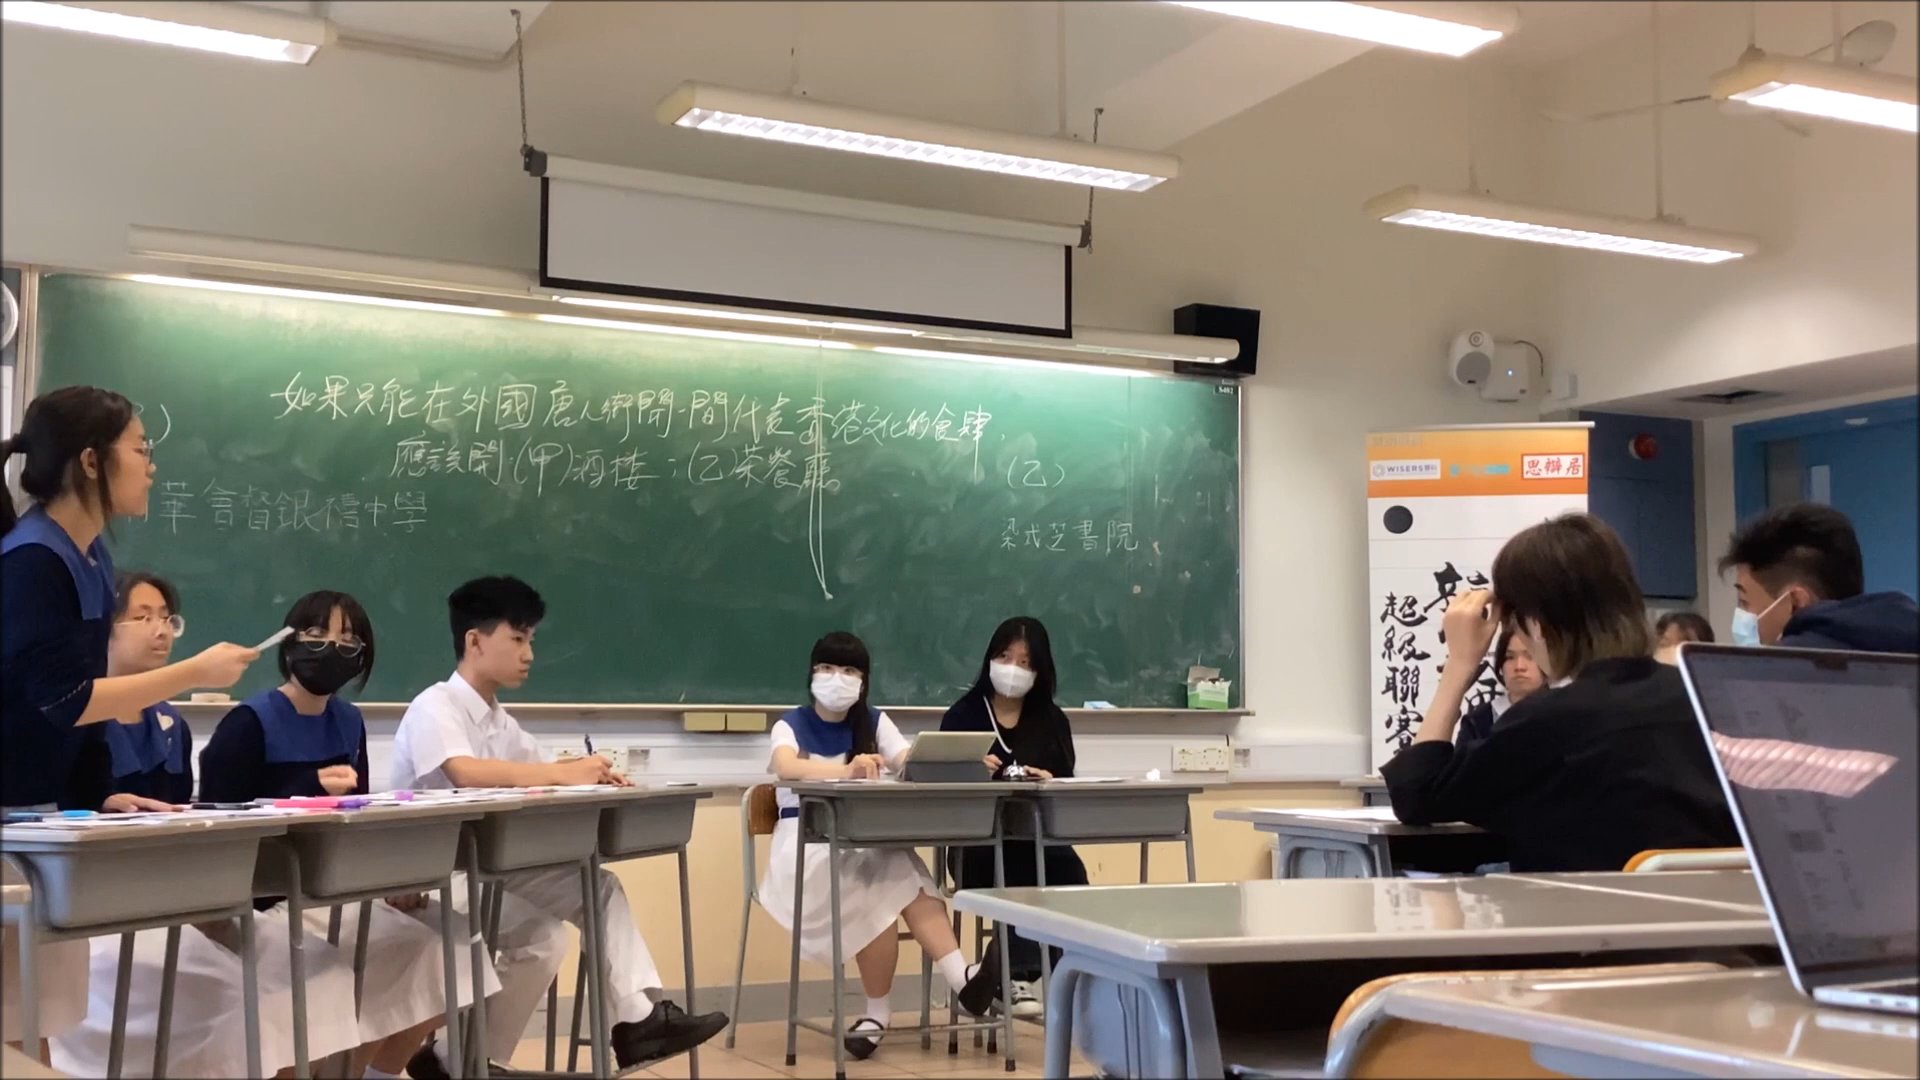 如果只能在外國唐人街開一間代表香港文化的食肆,
應該開:(甲)酒樓;(乙)茶餐廳
(乙)
華會督銀禧中學
梁式芝書院
WISERS
思辯居
超級聯賽